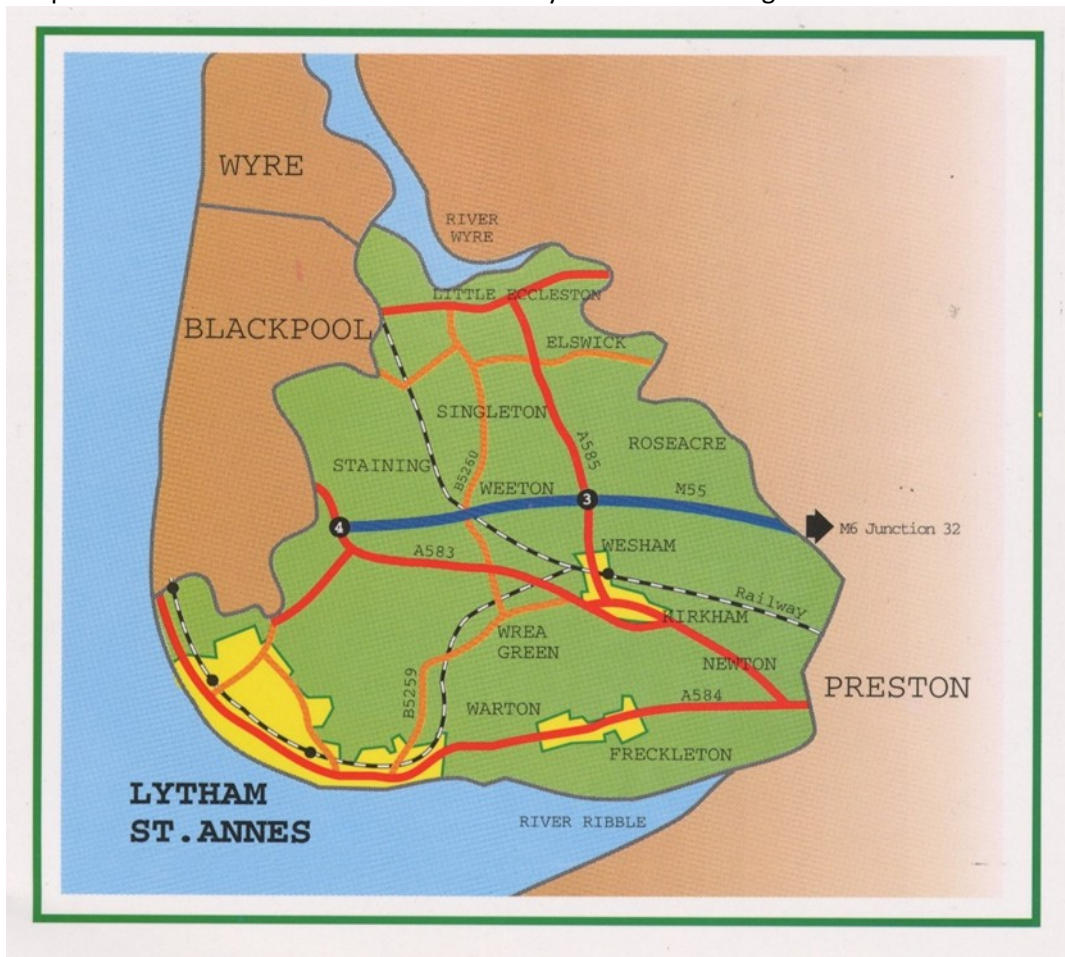 WYRE
RIVER
WYRE
LITTLE ECCLESTON
BLACKPOOL
ELSWICK
SINGLETON
A585
ROSEACRE
STAINING
B5260
WEETON
3
M55
4
M6 Junction 32
A583
WESHAM
Railway
KIRKHAM
WREA
GREEN
NEWTON
B5259
PRESTON
A584
WARTON
FRECKLETON
LYTHAM
ST.ANNES
RIVER RIBBLE